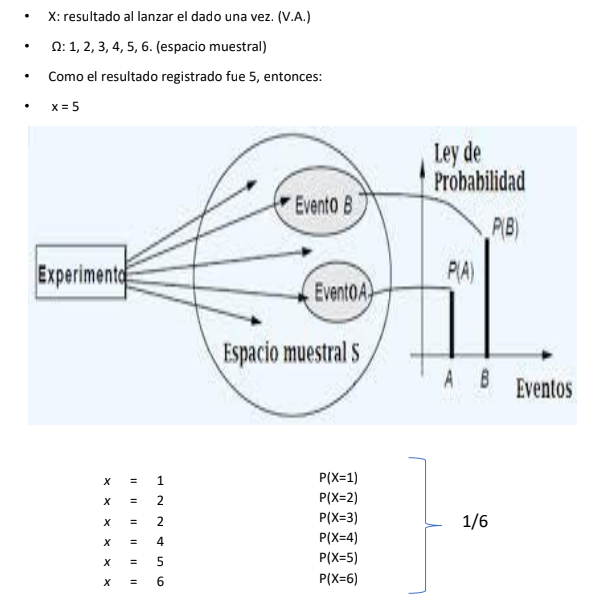 • X: resultado al lanzar el dado una vez. (V.A.)
• Ω: 1, 2, 3, 4, 5, 6. (espacio muestral)
• Como el resultado registrado fue 5, entonces:
• x = 5
Ley de
Probabilidad
Evento B
P(B)
Experimento
P(A)
Evento A
Espacio muestral S
A B Eventos
x = 1 P(X=1)
x = 2 P(X=2)
x = 2 P(X=3)
x = 4 P(X=4)
x = 5 P(X=5)
x = 6 P(X=6)
1/6